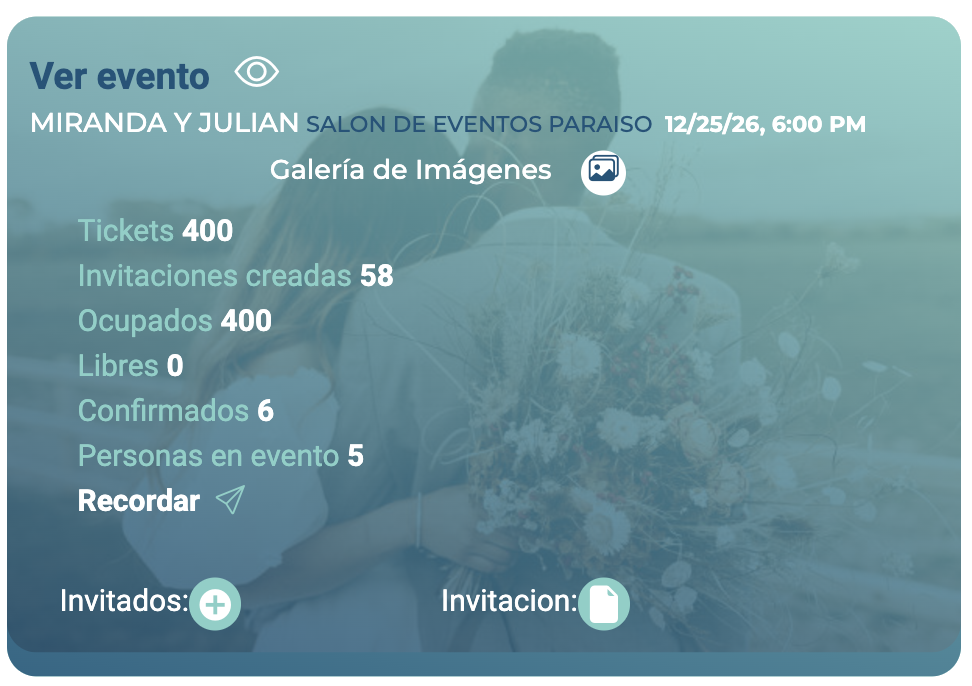 Ver evento
MIRANDA Y JULIAN SALON DE EVENTOS PARAISO 12/25/26, 6:00 PM
Galería de Imágenes
Tickets 400
Invitaciones creadas 58
Ocupados 400
Libres 0
Confirmados 6
Personas en evento 5
Recordar
Invitados: Invitacion: